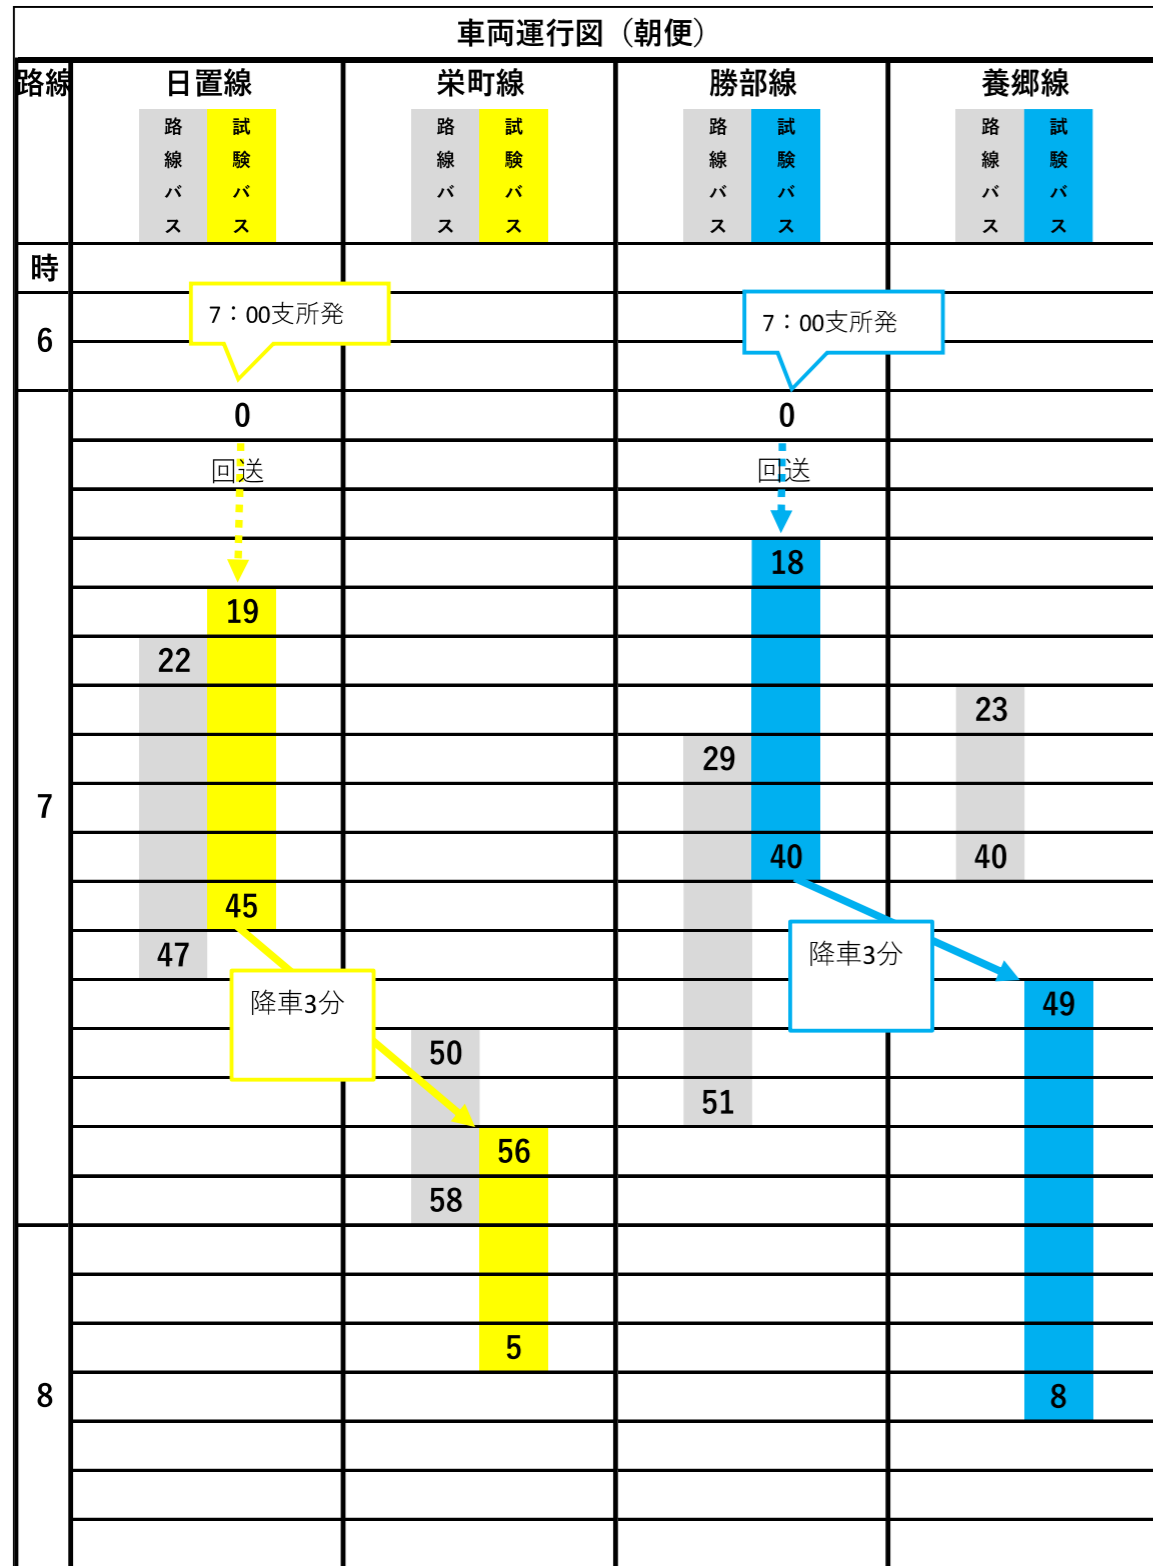 車両運行図（朝便）
路線 日置線 栄町線 勝部線 養郷線
路線バス 試験バス 路線バス 試験バス 路線バス 試験バス 路線バス 試験バス
時
7：00支所発 7：00支所発
6
0 0
回送 回送
18
19
22
23
29
7
40 40
45
47 降車3分
降車3分 49
50
51
56
58
5
8 8